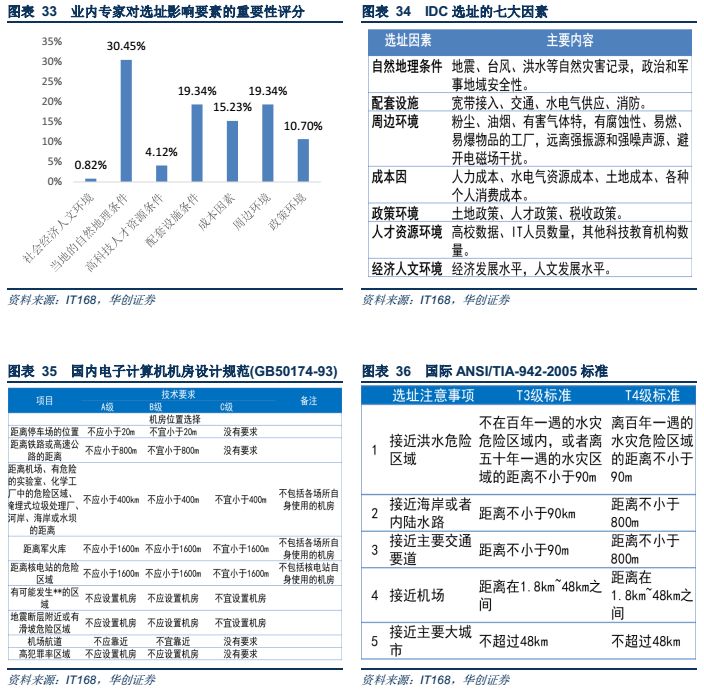 图表 33 业内专家对选址影响要素的重要性评分
35%
30%
25%
20%
15%
10%
5%
0%
0.82%
30.45%
4.12%
19.34%
15.23%
19.34%
10.70%
社会经济人文环境
当地的自然地理条件
高科技人才资源条件
配套设施条件
成本因素
周边环境
政策环境
资料来源：IT168，华创证券
图表 34 IDC 选址的七大因素
选址因素 主要内容
自然地理条件 地震、台风、洪水等自然灾害记录，政治和军
事地域安全性。
配套设施 宽带接入、交通、水电气供应、消防。
周边环境 粉尘、油烟、有害气体特，有腐蚀性、易燃、
易爆物品的工厂，远离强振源和强噪声源、避
开电磁场干扰。
成本因 人力成本、水电气资源成本、土地成本、各种
个人消费成本。
政策环境 土地政策、人才政策、税收政策。
人才资源环境 高校数据、IT人员数量，其他科技教育机构数
量。
经济人文环境 经济发展水平，人文发展水平。
资料来源：IT168，华创证券
图表 35 国内电子计算机机房设计规范(GB50174-93)
项目 技术要求 备注
A级 B级 C级
机房位置选择
距离停车场的位置 不应小于20m 不宜小于20m 没有要求
距离铁路或高速公
路的距离 不应小于800m 不宜小于800m 没有要求
距离机场、有危险
的实验室、化学工
厂中的危险区域、
掩埋式垃圾处理厂、
河岸、海岸或水坝
的距离 不应小于400km 不应小于400m 不宜小于400m 不包括各场所自
身使用的机房
距离军火库 不应小于1600m 不应小于1600m 不宜小于1600m 不包括各场所自
身使用的机房
距离核电站的危险
区域 不应小于1600m 不应小于1600m 不宜小于1600m 不包括核电站自
身使用的机房
有可能发生**的区
域 不应设置机房 不应设置机房 不宜设置机房
地震断层附近或有
滑坡危险区域 不应设置机房 不应设置机房 不宜设置机房
机场航道 不应靠近 不宜靠近 没有要求
高犯罪率区域 不应设置机房 不应设置机房 没有要求
资料来源：IT168，华创证券
图表 36 国际 ANSI/TIA-942-2005 标准
选址注意事项 T3级标准 T4级标准
1 接近洪水危险
区域 不在百年一遇的水灾
危险区域内，或者离
五十年一遇的水灾区
域的距离不小于90m 离百年一遇的
水灾危险区域
的距离不小于
90m
2 接近海岸或者
内陆水路 距离不小于90km 距离不小于
800m
3 接近主要交通
要道 距离不小于90m 距离不小于
800m
4 接近机场 距离在1.8km~48km之
间 距离在
1.8km~48km之
间
5 接近主要大城
市 不超过48km 不超过48km
资料来源：IT168，华创证券